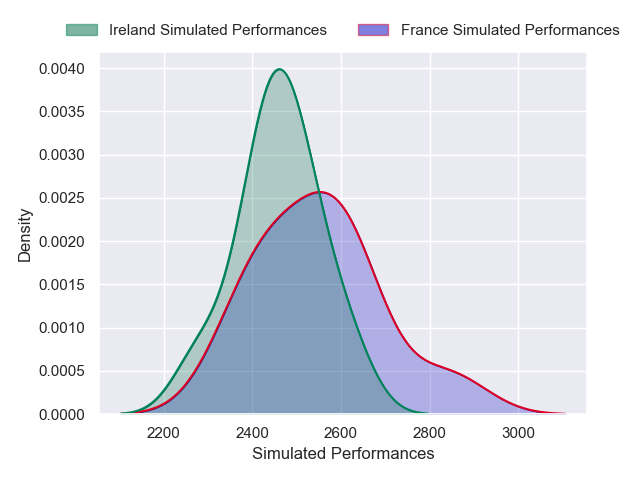 Ireland Simulated Performances France Simulated Performances
0.0040
0.0035
0.0030
0.0025
0.0020
0.0015
0.0010
0.0005
0.0000
Density
2200 2400 2600 2800 3000
Simulated Performances